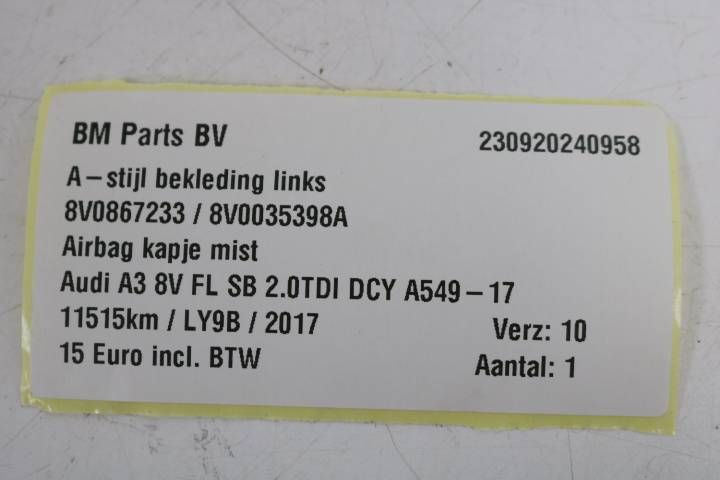 BM Parts BV 230920240958
A-stijl bekleding links
8V0867233 / 8V0035398A
Airbag kapje mist
Audi A3 8V FL SB 2.0TDI DCY A549-17
11515km / LY9B / 2017 Verz: 10
15 Euro incl. BTW Aantal: 1